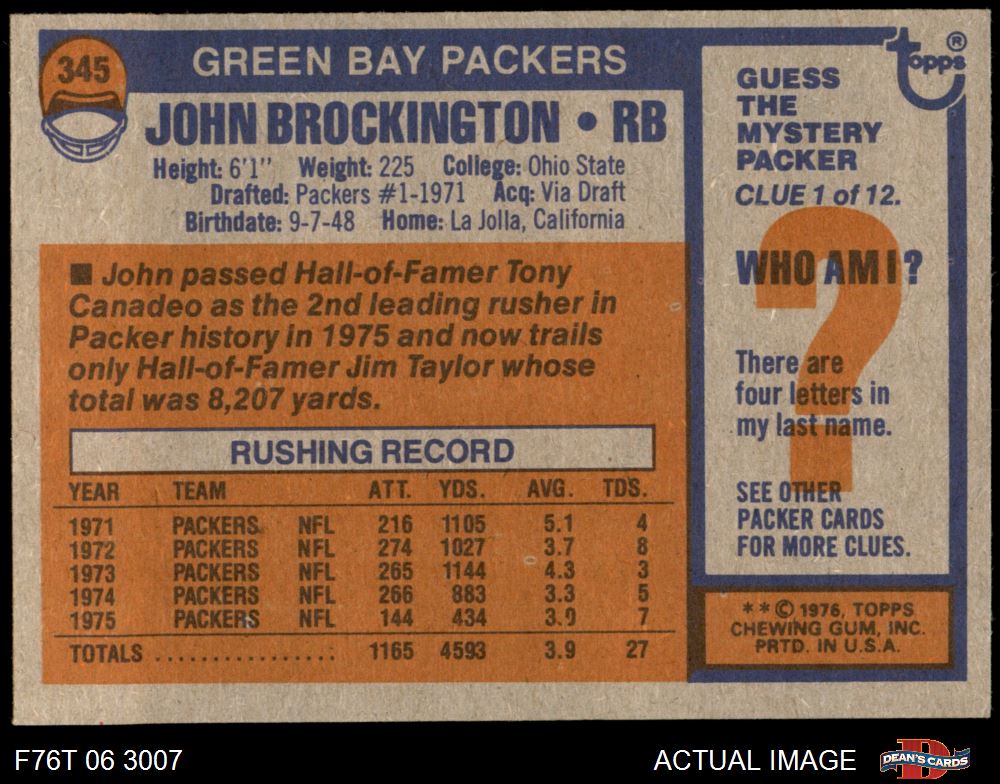 345
GREEN BAY PACKERS
JOHN BROCKINGTON • RB
Height: 6'1'' Weight: 225 College: Ohio State
Drafted: Packers #1-1971 Acq: Via Draft
Birthdate: 9-7-48 Home: La Jolla, California
■ John passed Hall-of-Famer Tony
Canadeo as the 2nd leading rusher in
Packer history in 1975 and now trails
only Hall-of-Famer Jim Taylor whose
total was 8,207 yards.
RUSHING RECORD
YEAR TEAM ATT. YDS. AVG. TDS.
1971 PACKERS NFL 216 1105 5.1 4
1972 PACKERS NFL 274 1027 3.7 8
1973 PACKERS NFL 265 1144 4.3 3
1974 PACKERS NFL 266 883 3.3 5
1975 PACKERS NFL 144 434 3.0 7
TOTALS ................ 1165 4593 3.9 27
topps ®
GUESS
THE
MYSTERY
PACKER
CLUE 1 of 12.
?
WHO AM I?
There are
four letters in
my last name.
SEE OTHER
PACKER CARDS
FOR MORE CLUES.
**© 1976, TOPPS
CHEWING GUM, INC.
PRTD. IN U.S.A.
F76T 06 3007
ACTUAL IMAGE
DEAN'S CARDS